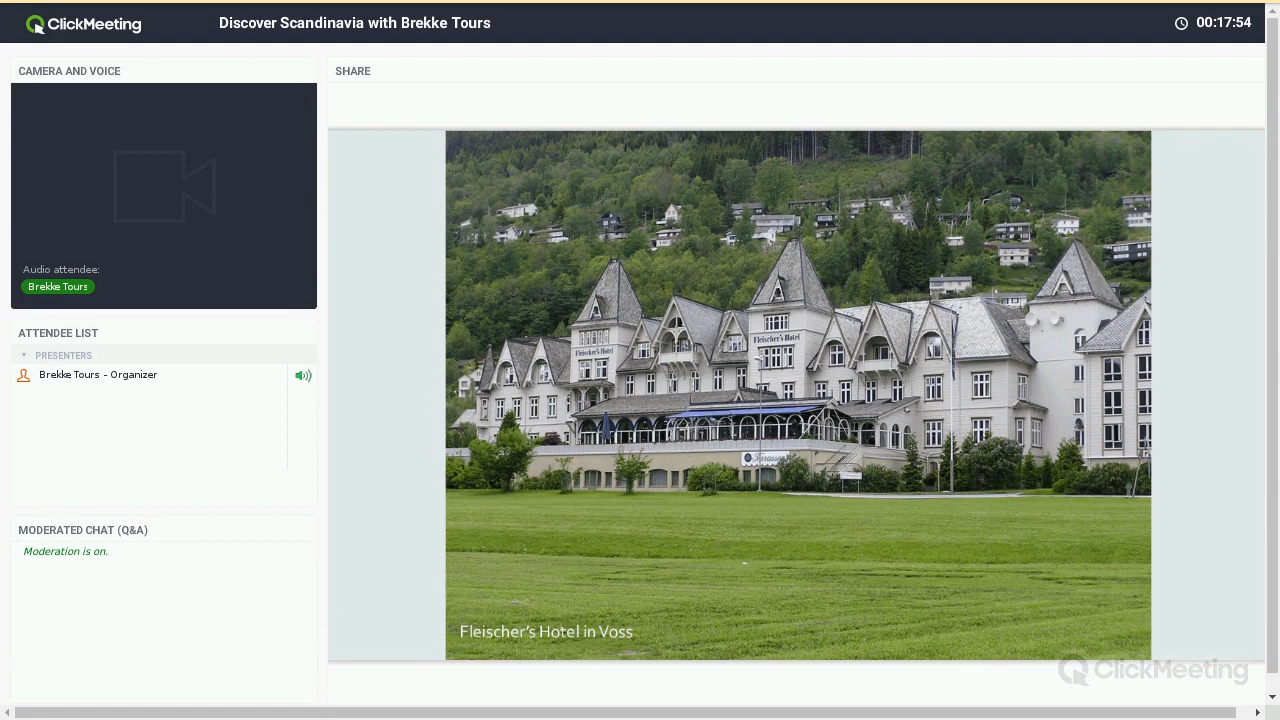 ClickMeeting
Discover Scandinavia with Brekke Tours
00:17:54
CAMERA AND VOICE
Audio attendee:
Brekke Tours
ATTENDEE LIST
PRESENTERS
Brekke Tours - Organizer
MODERATED CHAT (Q&A)
Moderation is on.
SHARE
Fleischer's Hotel
Fleischer's Hotel
Terrassen
Fleischer's Hotel in Voss
ClickMeeting